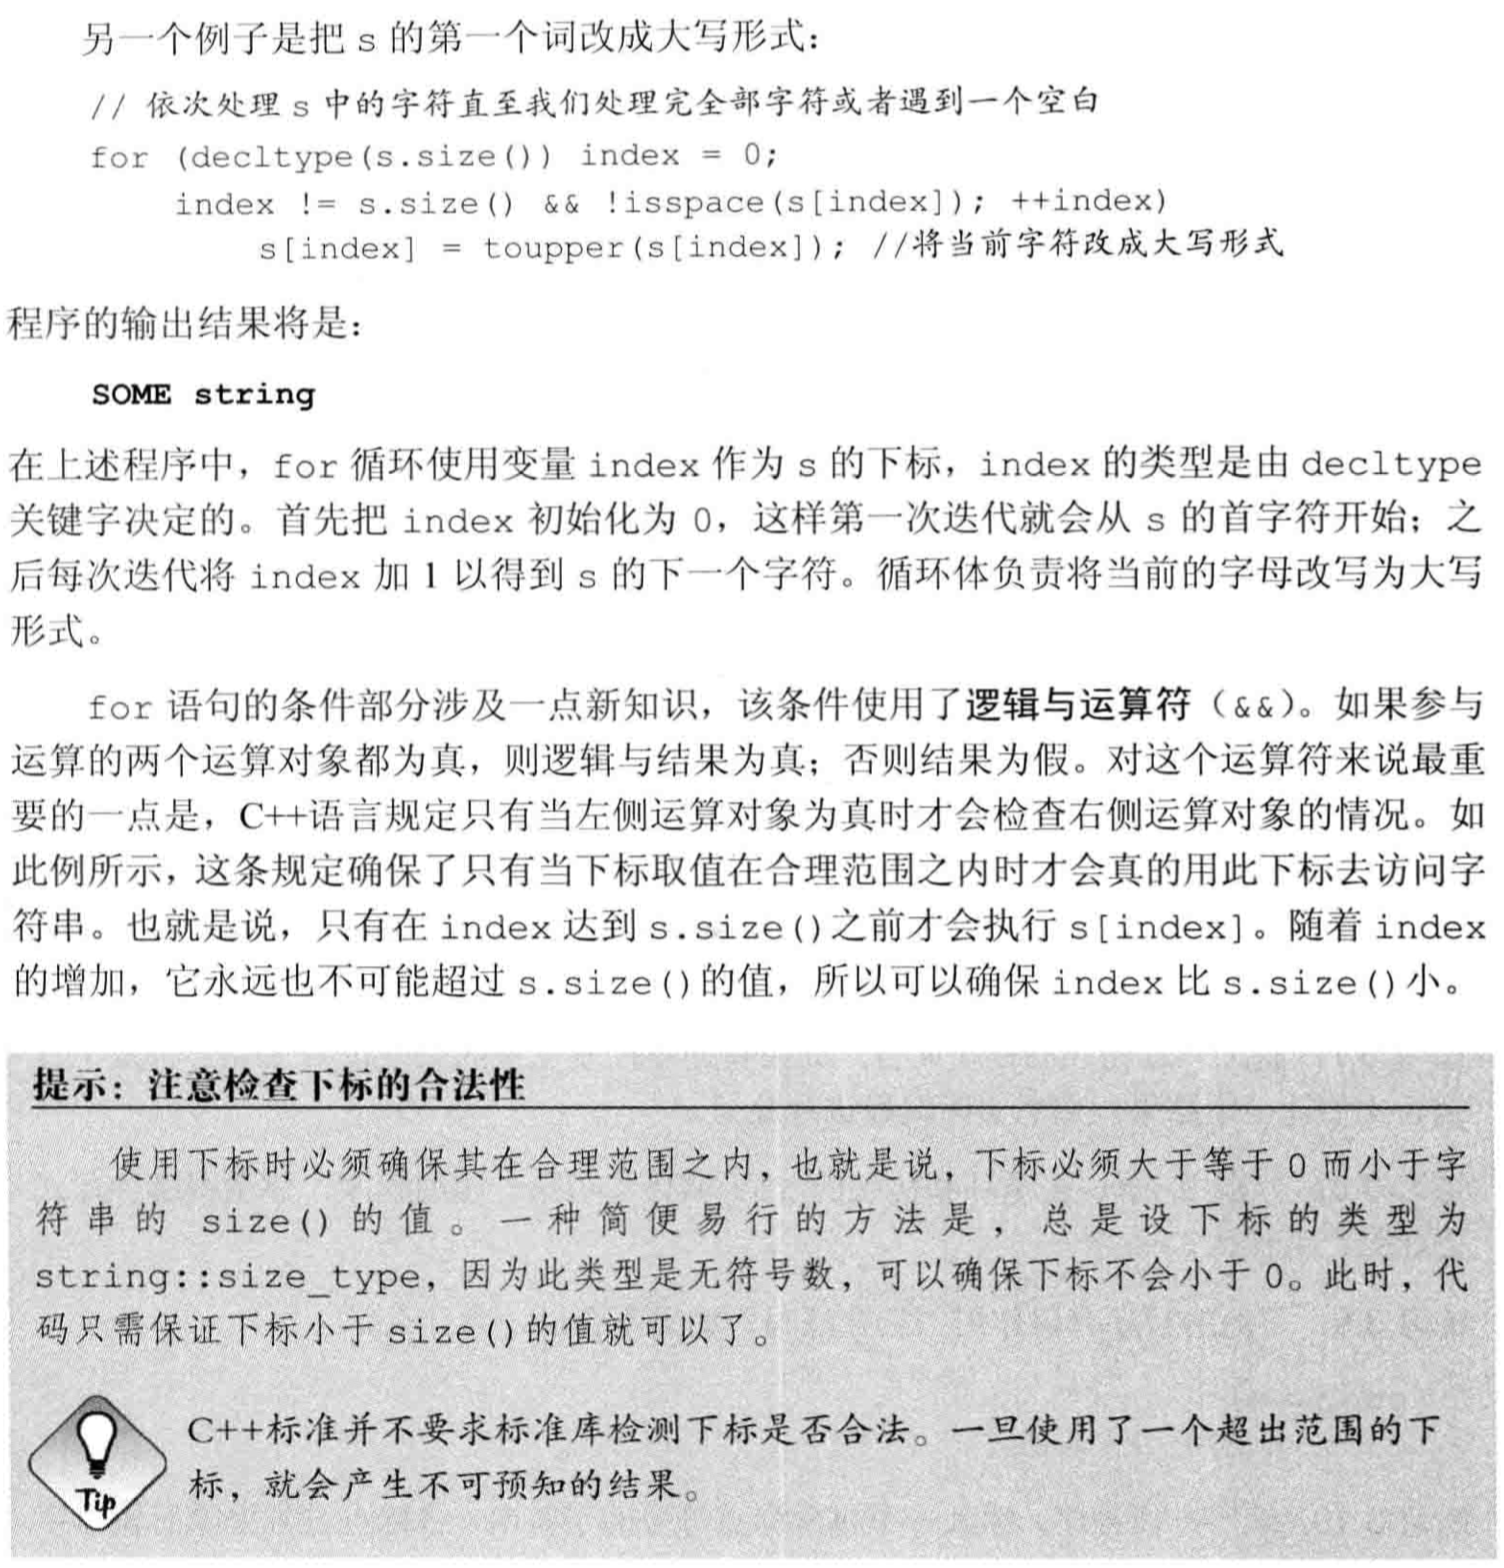 另一个例子是把 s 的第一个词改成大写形式：
// 依次处理 s 中的字符直至我们处理完全部字符或者遇到一个空白
for (decltype(s.size()) index = 0;
index != s.size() && !isspace(s[index]); ++index)
s[index] = toupper(s[index]); //将当前字符改成大写形式
程序的输出结果将是：
SOME string
在上述程序中，for 循环使用变量 index 作为 s 的下标，index 的类型是由 decltype
关键字决定的。首先把 index 初始化为 0，这样第一次迭代就会从 s 的首字符开始；之
后每次迭代将 index 加 1 以得到 s 的下一个字符。循环体负责将当前的字母改写为大写
形式。
for 语句的条件部分涉及一点新知识，该条件使用了逻辑与运算符（&&）。如果参与
运算的两个运算对象都为真，则逻辑与结果为真；否则结果为假。对这个运算符来说最重
要的一点是，C++语言规定只有当左侧运算对象为真时才会检查右侧运算对象的情况。如
此例所示，这条规定确保了只有当下标取值在合理范围之内时才会真的用此下标去访问字
符串。也就是说，只有在 index 达到 s.size()之前才会执行 s[index]。随着 index
的增加，它永远也不可能超过 s.size()的值，所以可以确保 index 比 s.size()小。
提示：注意检查下标的合法性
使用下标时必须确保其在合理范围之内，也就是说，下标必须大于等于 0 而小于字
符串的 size()的值。一种简便易行的方法是，总是设下标的类型为
string::size_type，因为此类型是无符号数，可以确保下标不会小于 0。此时，代
码只需保证下标小于 size()的值就可以了。
C++标准并不要求标准库检测下标是否合法。一旦使用了一个超出范围的下
标，就会产生不可预知的结果。
Tip